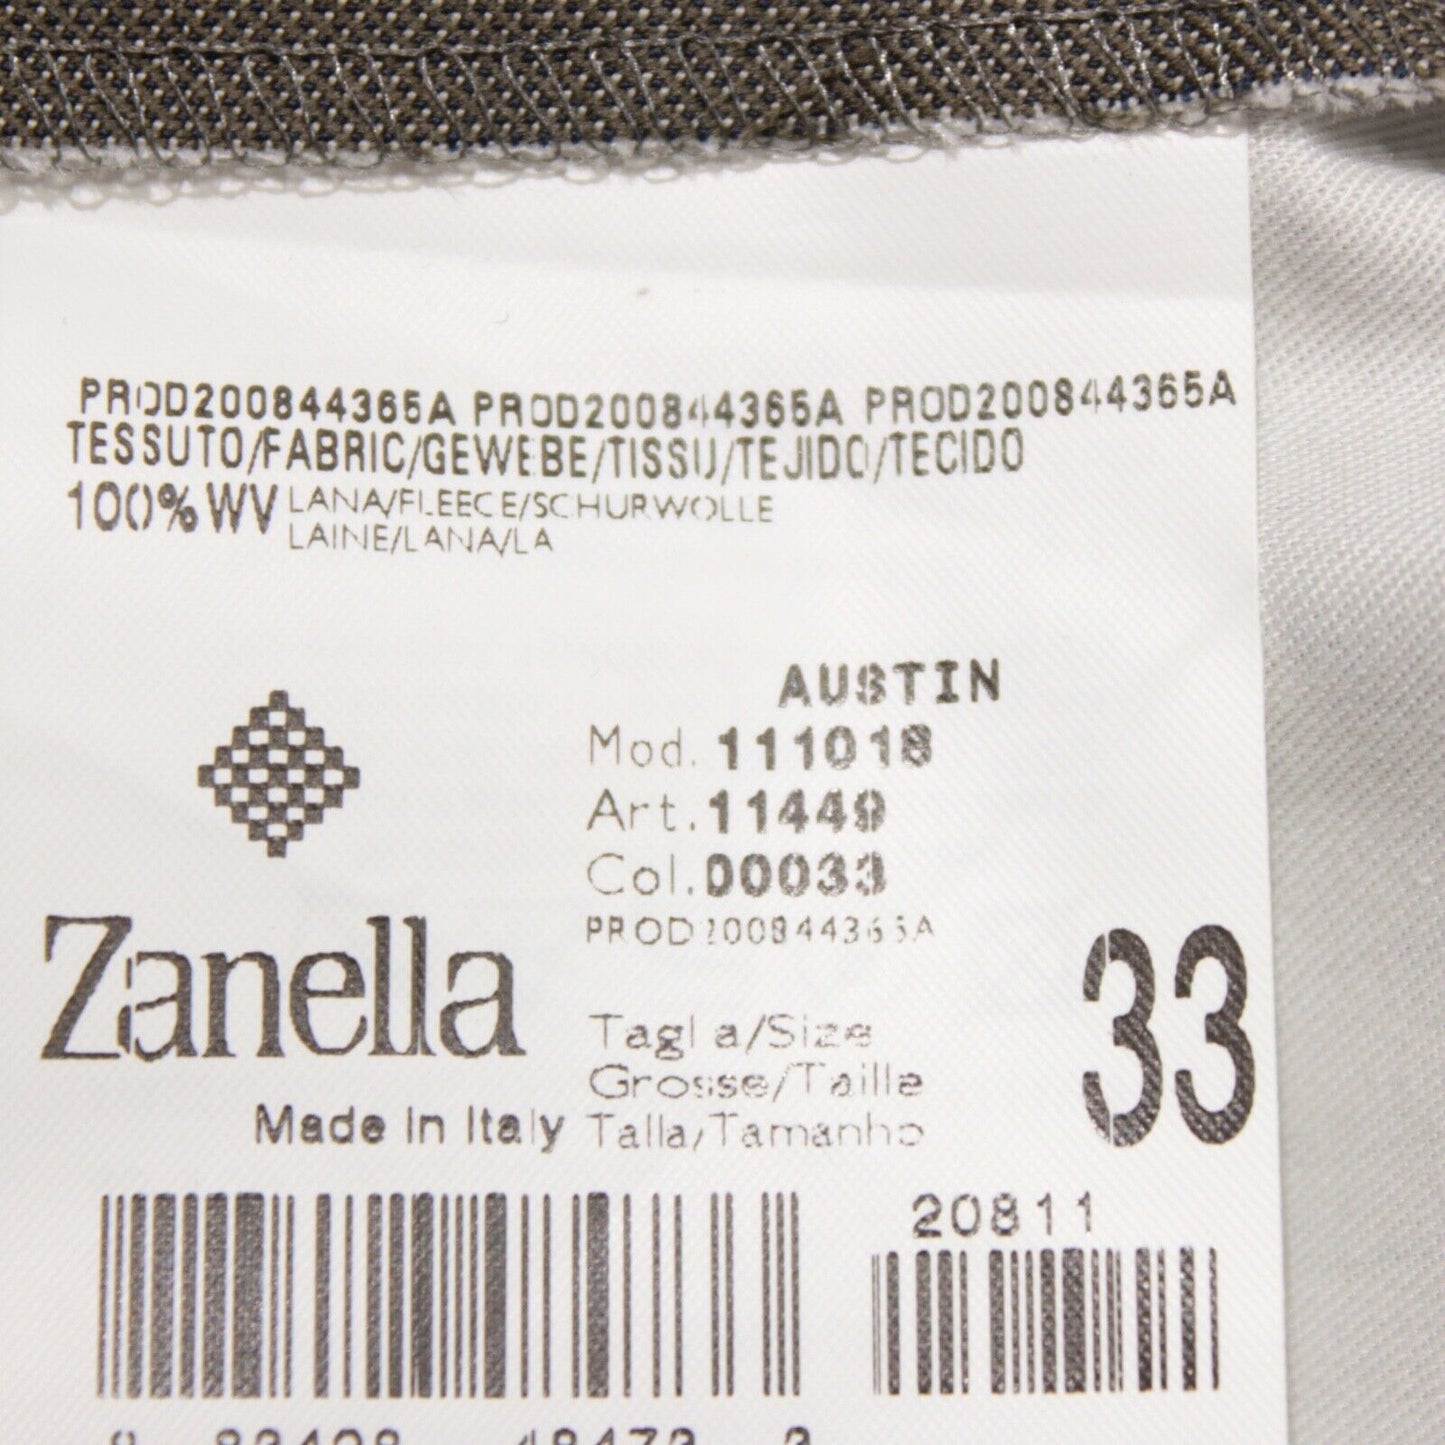 PROD200844365A PROD200844365A PROD200844365A
TESSUTO/FABRIC/GEWEBE/TISSU/TEJIDO/TECIDO
100%WV LANA/FLEECE/SCHURWOLLE
LAINE/LANA/LA
AUSTIN
Mod. 111018
Art. 11449
Col. 00033
PROD200844365A
Zanella
Made In Italy
Taglia/Size
Grosse/Taille
Talla/Tamanho
33
20811